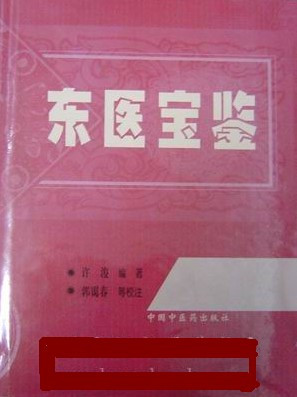 东医宝鉴
许浚 编著
郭霭春 等校注
中国中医药出版社